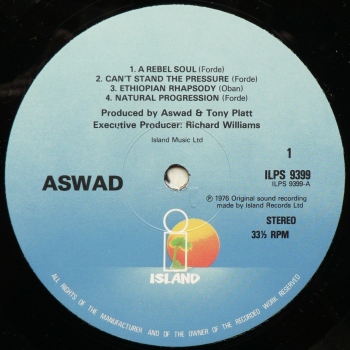 1. A REBEL SOUL (Forde)
2. CAN'T STAND THE PRESSURE (Forde)
3. ETHIOPIAN RHAPSODY (Oban)
4. NATURAL PROGRESSION (Forde)
Produced by Aswad & Tony Platt
Executive Producer: Richard Williams
Island Music Ltd
1
ASWAD
ILPS 9399
ILPS 9399-A
℗ 1976 Original sound recording
made by Island Records Ltd
STEREO
33⅓ RPM
i
ISLAND
ALL RIGHTS OF THE MANUFACTURER AND OF THE OWNER OF THE RECORDED WORK RESERVED